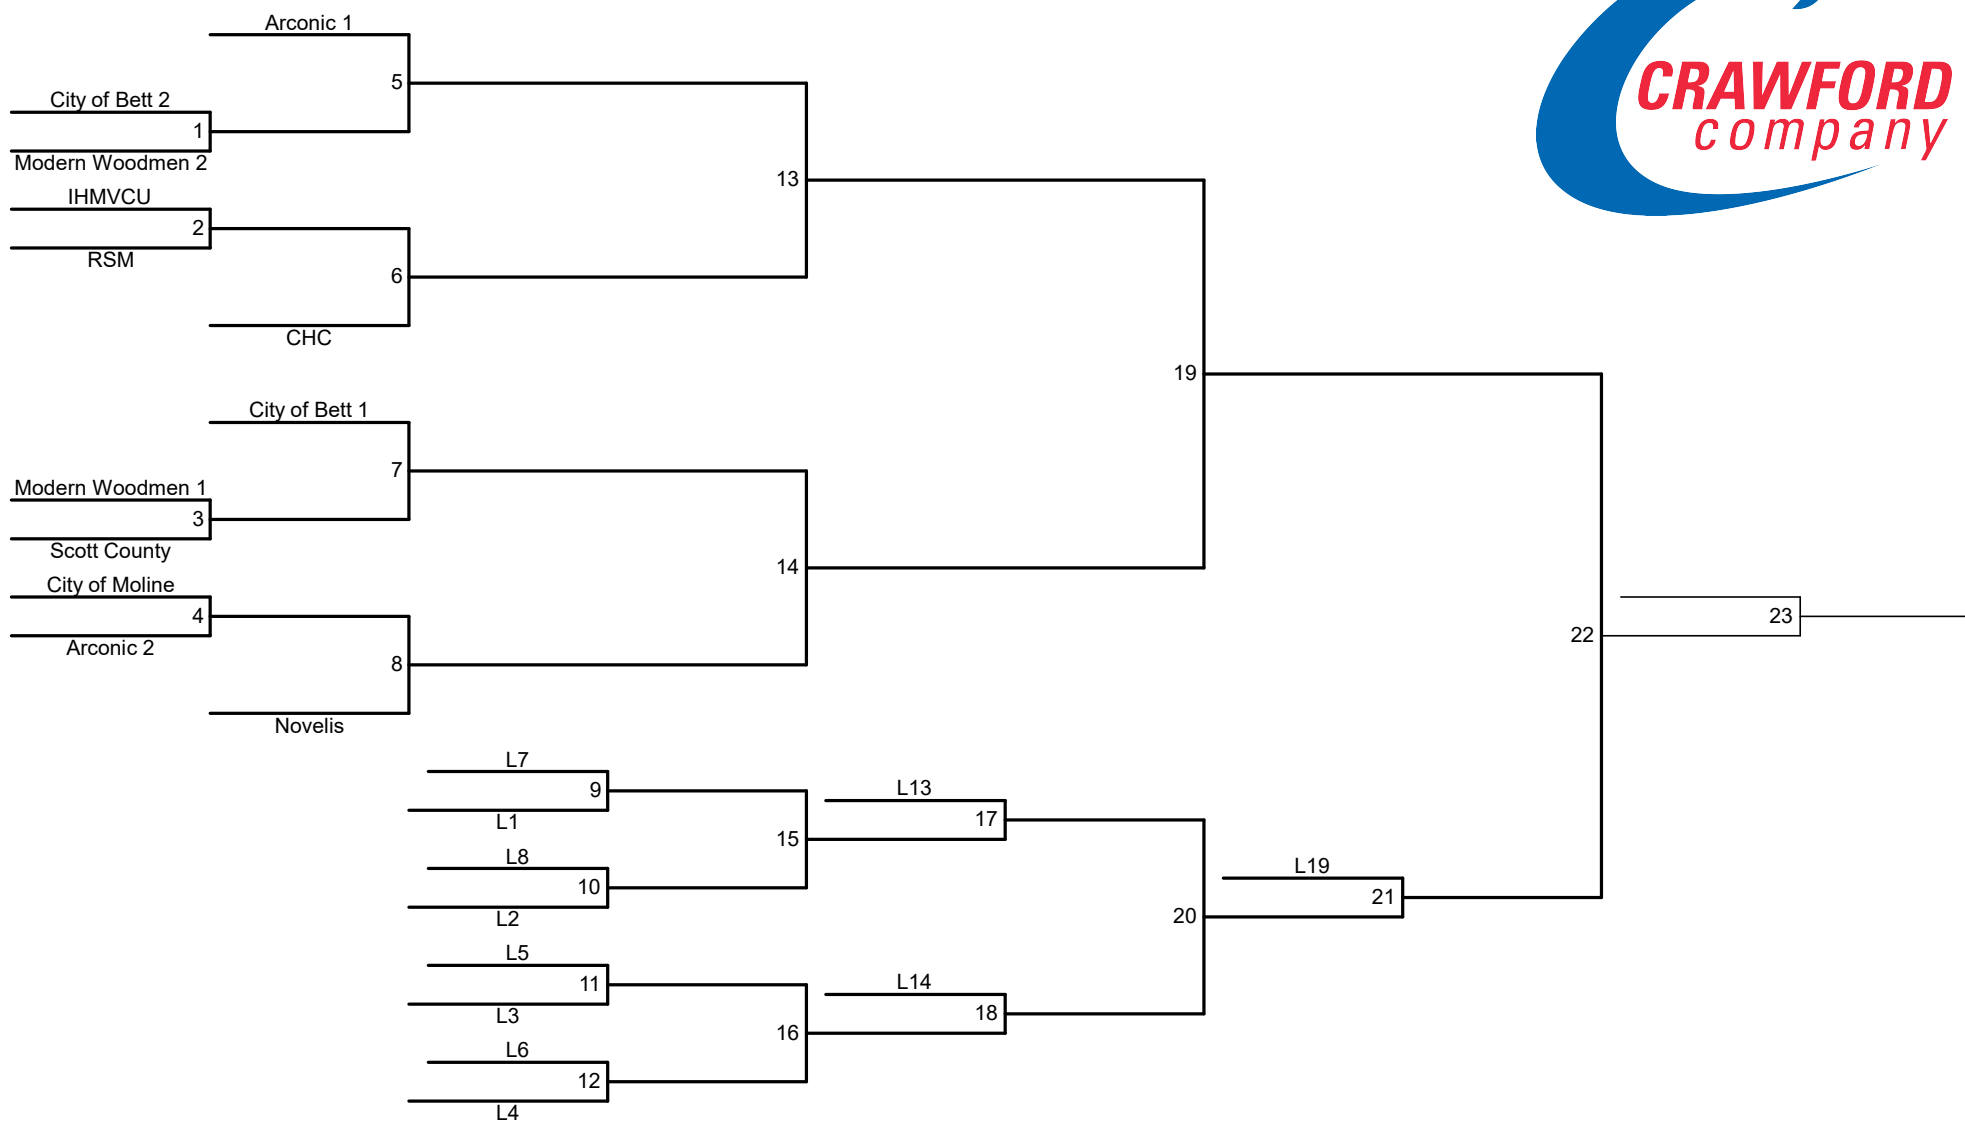 Arconic 1
5
City of Bett 2
1
Modern Woodmen 2
IHMVCU
2
RSM
6
CHC
13
City of Bett 1
7
Modern Woodmen 1
3
Scott County
City of Moline
4
Arconic 2
8
Novelis
14
19
L7
9
L1
L8
10
L2
15
L5
11
L3
L6
12
L4
16
L13
17
L14
18
20
L19
21
22
23
CRAWFORD
company